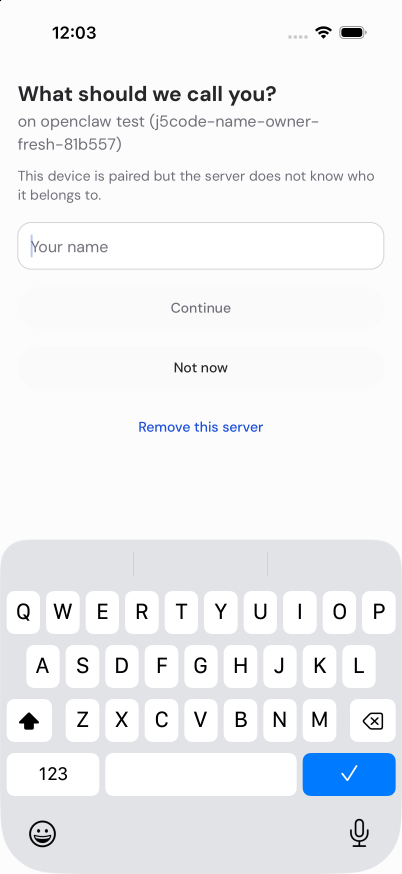 12:03
What should we call you?
on openclaw test (j5code-name-owner-
fresh-81b557)
This device is paired but the server does not know who
it belongs to.
Your name
Continue
Not now
Remove this server
Q W E R T Y U I O P
A S D F G H J K L
Z X C V B N M
123